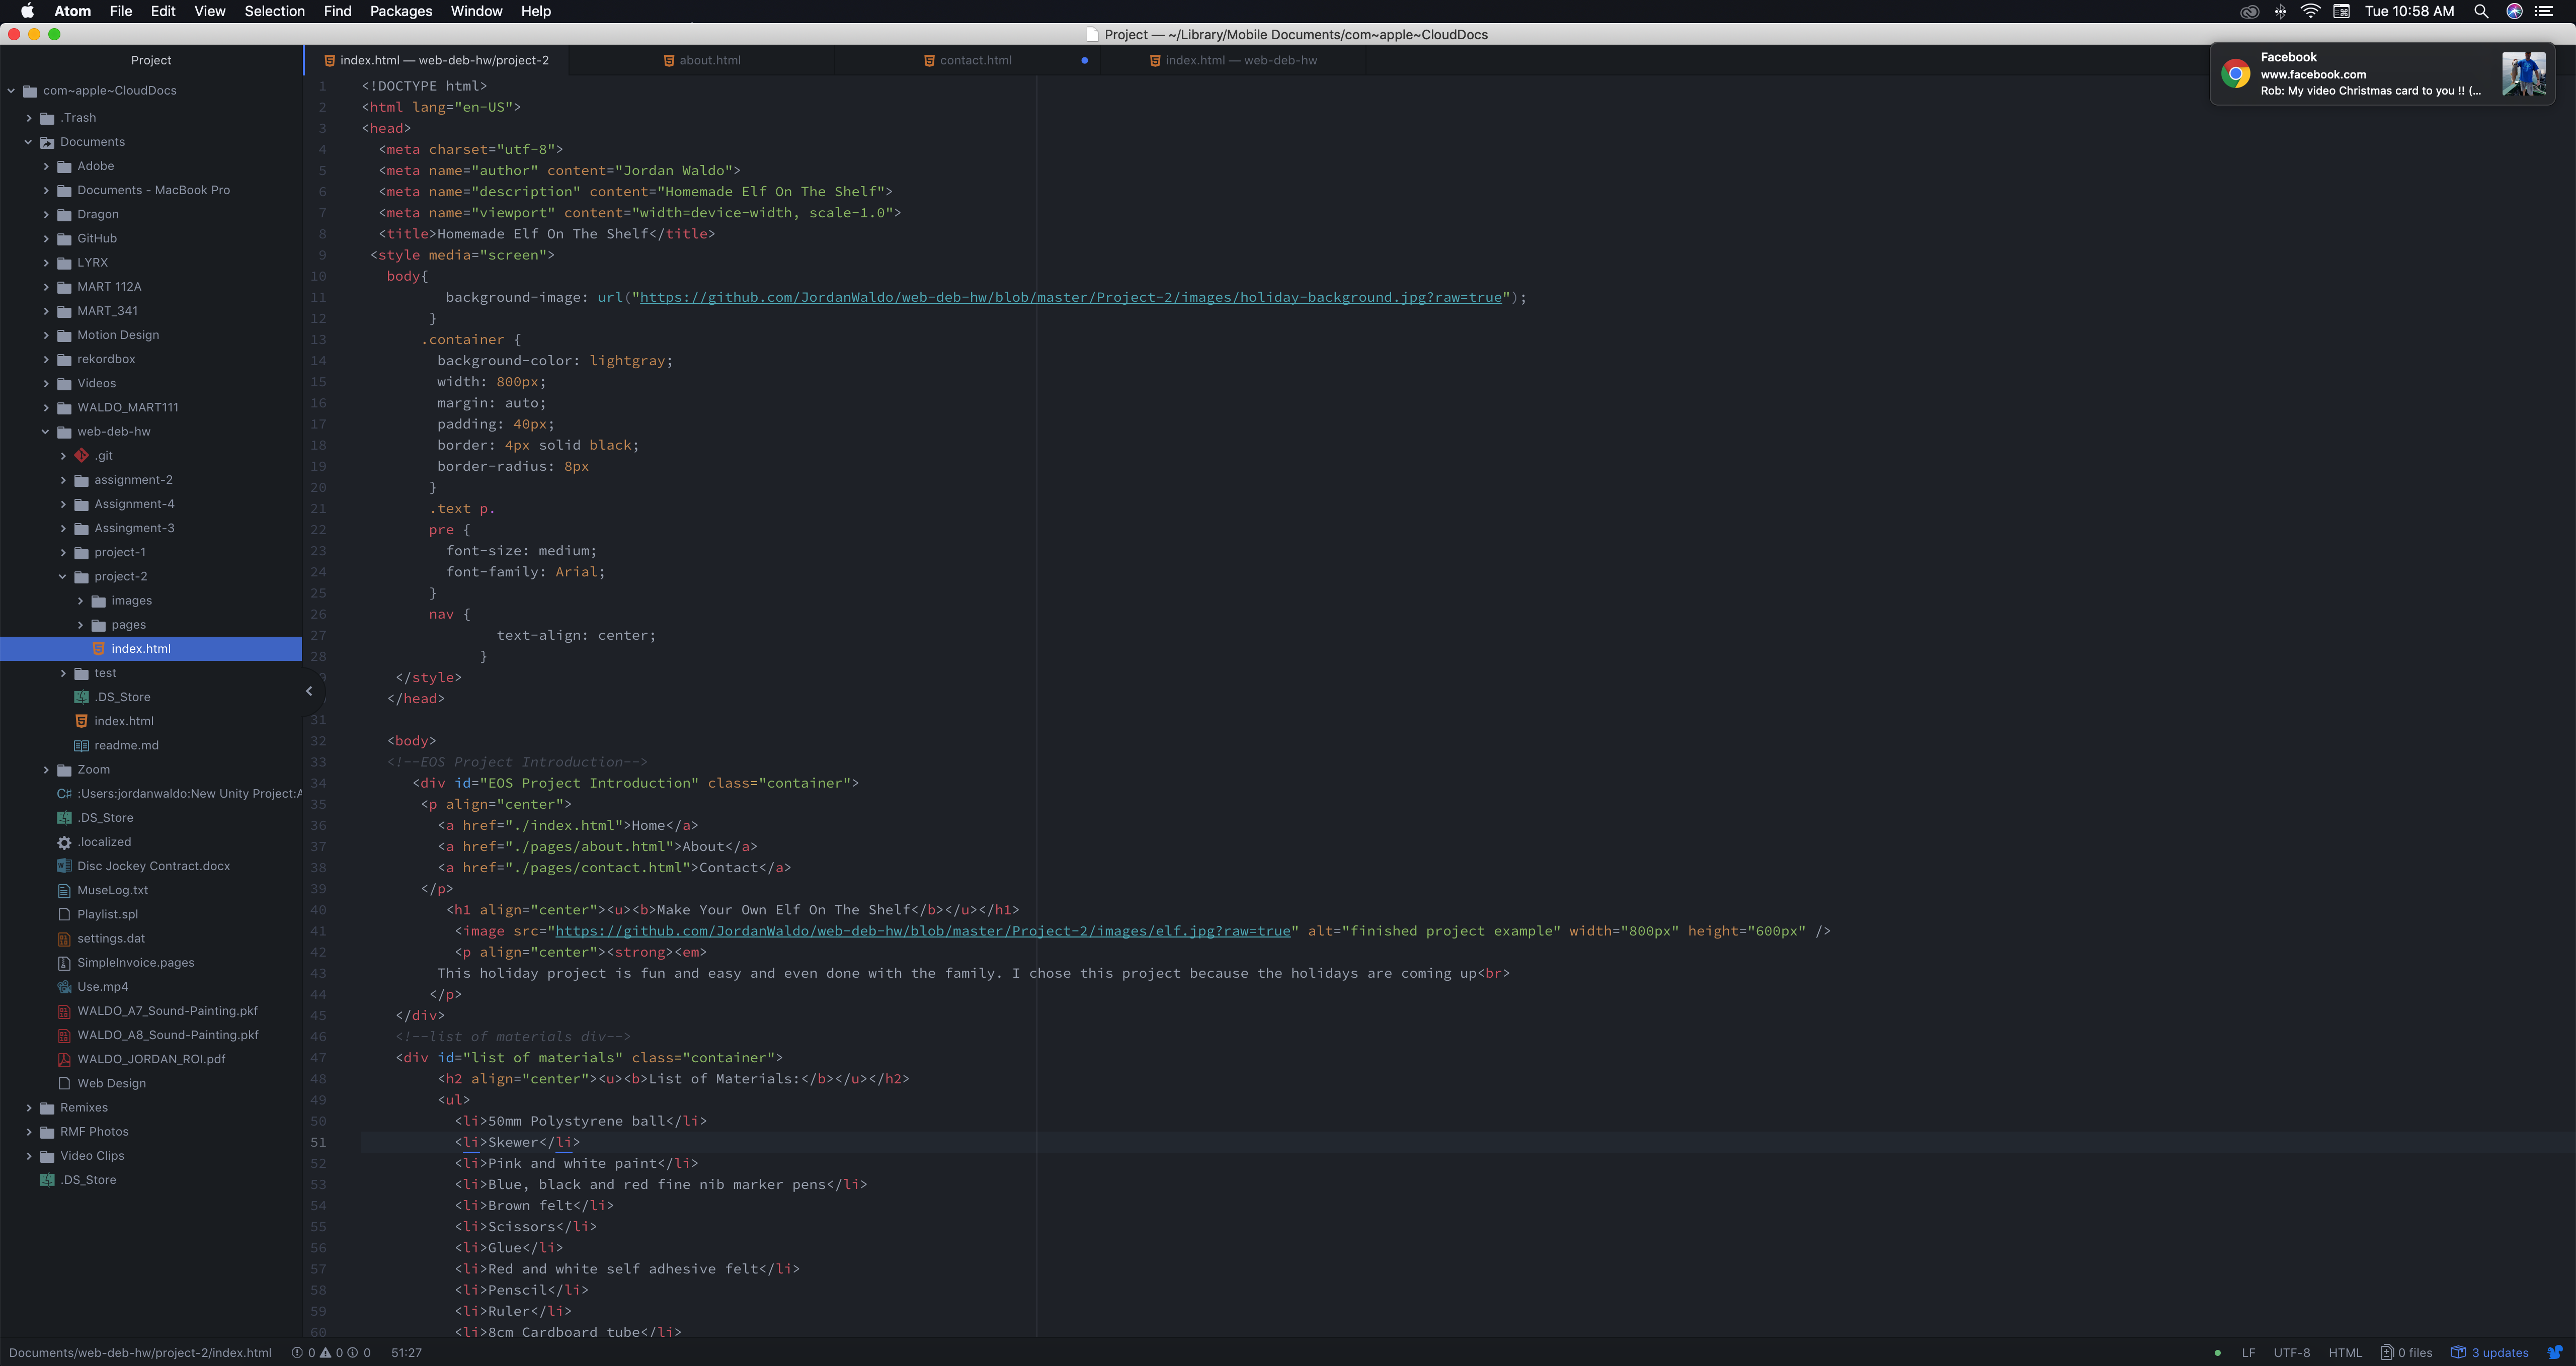 Atom File Edit View Selection Find Packages Window Help
Tue 10:58 AM
Project — ~/Library/Mobile Documents/com~apple~CloudDocs
Project
index.html — web-deb-hw/project-2
about.html
contact.html
index.html — web-deb-hw
Facebook
www.facebook.com
Rob: My video Christmas card to you !! (...
com~apple~CloudDocs
.Trash
Documents
Adobe
Documents - MacBook Pro
Dragon
GitHub
LYRX
MART 112A
MART_341
Motion Design
rekordbox
Videos
WALDO_MART111
web-deb-hw
.git
assignment-2
Assignment-4
Assingment-3
project-1
project-2
images
pages
index.html
test
.DS_Store
index.html
readme.md
Zoom
C# :Users:jordanwaldo:New Unity Project:A
.DS_Store
.localized
Disc Jockey Contract.docx
MuseLog.txt
Playlist.spl
settings.dat
SimpleInvoice.pages
Use.mp4
WALDO_A7_Sound-Painting.pkf
WALDO_A8_Sound-Painting.pkf
WALDO_JORDAN_ROI.pdf
Web Design
Remixes
RMF Photos
Video Clips
.DS_Store
1 <!DOCTYPE html>
2 <html lang="en-US">
3 <head>
4 <meta charset="utf-8">
5 <meta name="author" content="Jordan Waldo">
6 <meta name="description" content="Homemade Elf On The Shelf">
7 <meta name="viewport" content="width=device-width, scale-1.0">
8 <title>Homemade Elf On The Shelf</title>
9 <style media="screen">
10 body{
11 background-image: url("https://github.com/JordanWaldo/web-deb-hw/blob/master/Project-2/images/holiday-background.jpg?raw=true");
12 }
13 .container {
14 background-color: lightgray;
15 width: 800px;
16 margin: auto;
17 padding: 40px;
18 border: 4px solid black;
19 border-radius: 8px
20 }
21 .text p.
22 pre {
23 font-size: medium;
24 font-family: Arial;
25 }
26 nav {
27 text-align: center;
28 }
9 </style>
</head>
31
32 <body>
33 <!--EOS Project Introduction-->
34 <div id="EOS Project Introduction" class="container">
35 <p align="center">
36 <a href="./index.html">Home</a>
37 <a href="./pages/about.html">About</a>
38 <a href="./pages/contact.html">Contact</a>
39 </p>
40 <h1 align="center"><u><b>Make Your Own Elf On The Shelf</b></u></h1>
41 <image src="https://github.com/JordanWaldo/web-deb-hw/blob/master/Project-2/images/elf.jpg?raw=true" alt="finished project example" width="800px" height="600px" />
42 <p align="center"><strong><em>
43 This holiday project is fun and easy and even done with the family. I chose this project because the holidays are coming up<br>
44 </p>
45 </div>
46 <!--list of materials div-->
47 <div id="list of materials" class="container">
48 <h2 align="center"><u><b>List of Materials:</b></u></h2>
49 <ul>
50 <li>50mm Polystyrene ball</li>
51 <li>Skewer</li>
52 <li>Pink and white paint</li>
53 <li>Blue, black and red fine nib marker pens</li>
54 <li>Brown felt</li>
55 <li>Scissors</li>
56 <li>Glue</li>
57 <li>Red and white self adhesive felt</li>
58 <li>Penscil</li>
59 <li>Ruler</li>
60 <li>8cm Cardboard tube</li>
Documents/web-deb-hw/project-2/index.html 0 0 0 51:27
LF UTF-8 HTML 0 files 3 updates